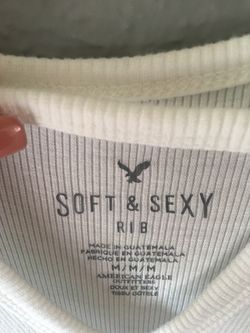 SOFT & SEXY
RIB
MADE IN GUATEMALA
FABRIQUE EN GUATEMALA
HECHO EN GUATEMALA
M/M/M
AMERICAN EAGLE
OUTFITTERS
DOUX ET SEXY
TISSU CÔTELÉ